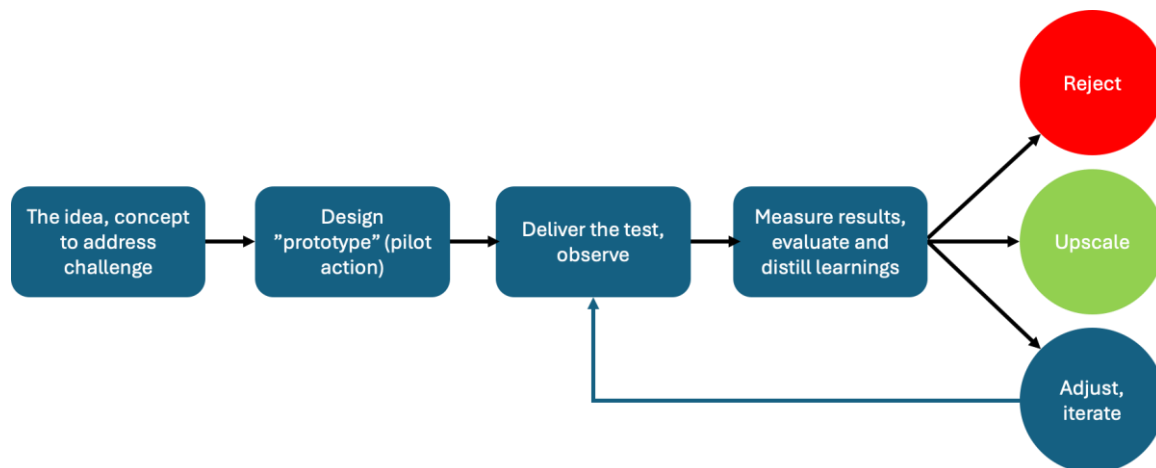 The idea, concept
to address
challenge
Design
”prototype” (pilot
action)
Deliver the test,
observe
Measure results,
evaluate and
distill learnings
Reject
Upscale
Adjust,
iterate